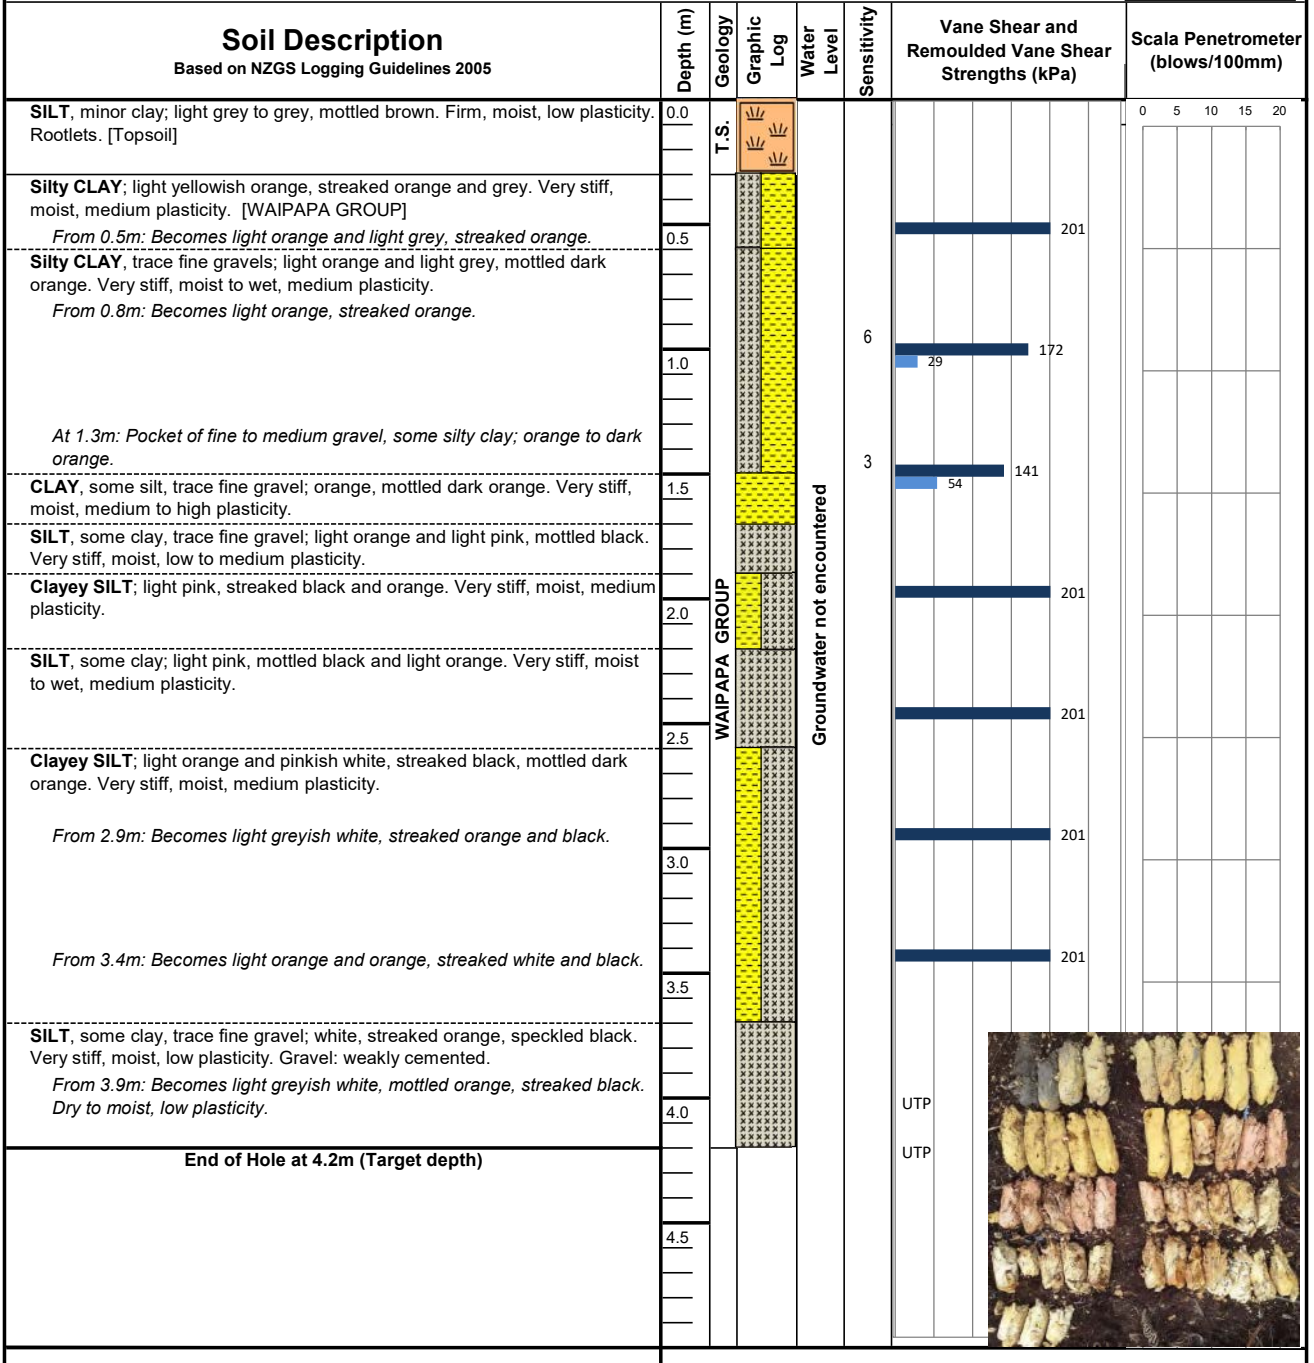 Soil Description
Based on NZGS Logging Guidelines 2005
Depth (m)
Geology
Graphic
Log
Water
Level
Sensitivity
Vane Shear and
Remoulded Vane Shear
Strengths (kPa)
Scala Penetrometer
(blows/100mm)
0 5 10 15 20
SILT, minor clay; light grey to grey, mottled brown. Firm, moist, low plasticity.
Rootlets. [Topsoil]
0.0
T.S.
Silty CLAY; light yellowish orange, streaked orange and grey. Very stiff,
moist, medium plasticity. [WAIPAPA GROUP]
From 0.5m: Becomes light orange and light grey, streaked orange.
0.5
201
Silty CLAY, trace fine gravels; light orange and light grey, mottled dark
orange. Very stiff, moist to wet, medium plasticity.
From 0.8m: Becomes light orange, streaked orange.
6
172
1.0
29
At 1.3m: Pocket of fine to medium gravel, some silty clay; orange to dark
orange.
3
141
CLAY, some silt, trace fine gravel; orange, mottled dark orange. Very stiff,
moist, medium to high plasticity.
1.5
54
SILT, some clay, trace fine gravel; light orange and light pink, mottled black.
Very stiff, moist, low to medium plasticity.
Clayey SILT; light pink, streaked black and orange. Very stiff, moist, medium
plasticity.
201
2.0
WAIPAPA GROUP
Groundwater not encountered
SILT, some clay; light pink, mottled black and light orange. Very stiff, moist
to wet, medium plasticity.
201
2.5
Clayey SILT; light orange and pinkish white, streaked black, mottled dark
orange. Very stiff, moist, medium plasticity.
From 2.9m: Becomes light greyish white, streaked orange and black.
201
3.0
From 3.4m: Becomes light orange and orange, streaked white and black.
201
3.5
SILT, some clay, trace fine gravel; white, streaked orange, speckled black.
Very stiff, moist, low plasticity. Gravel: weakly cemented.
From 3.9m: Becomes light greyish white, mottled orange, streaked black.
Dry to moist, low plasticity.
4.0
UTP
UTP
End of Hole at 4.2m (Target depth)
4.5